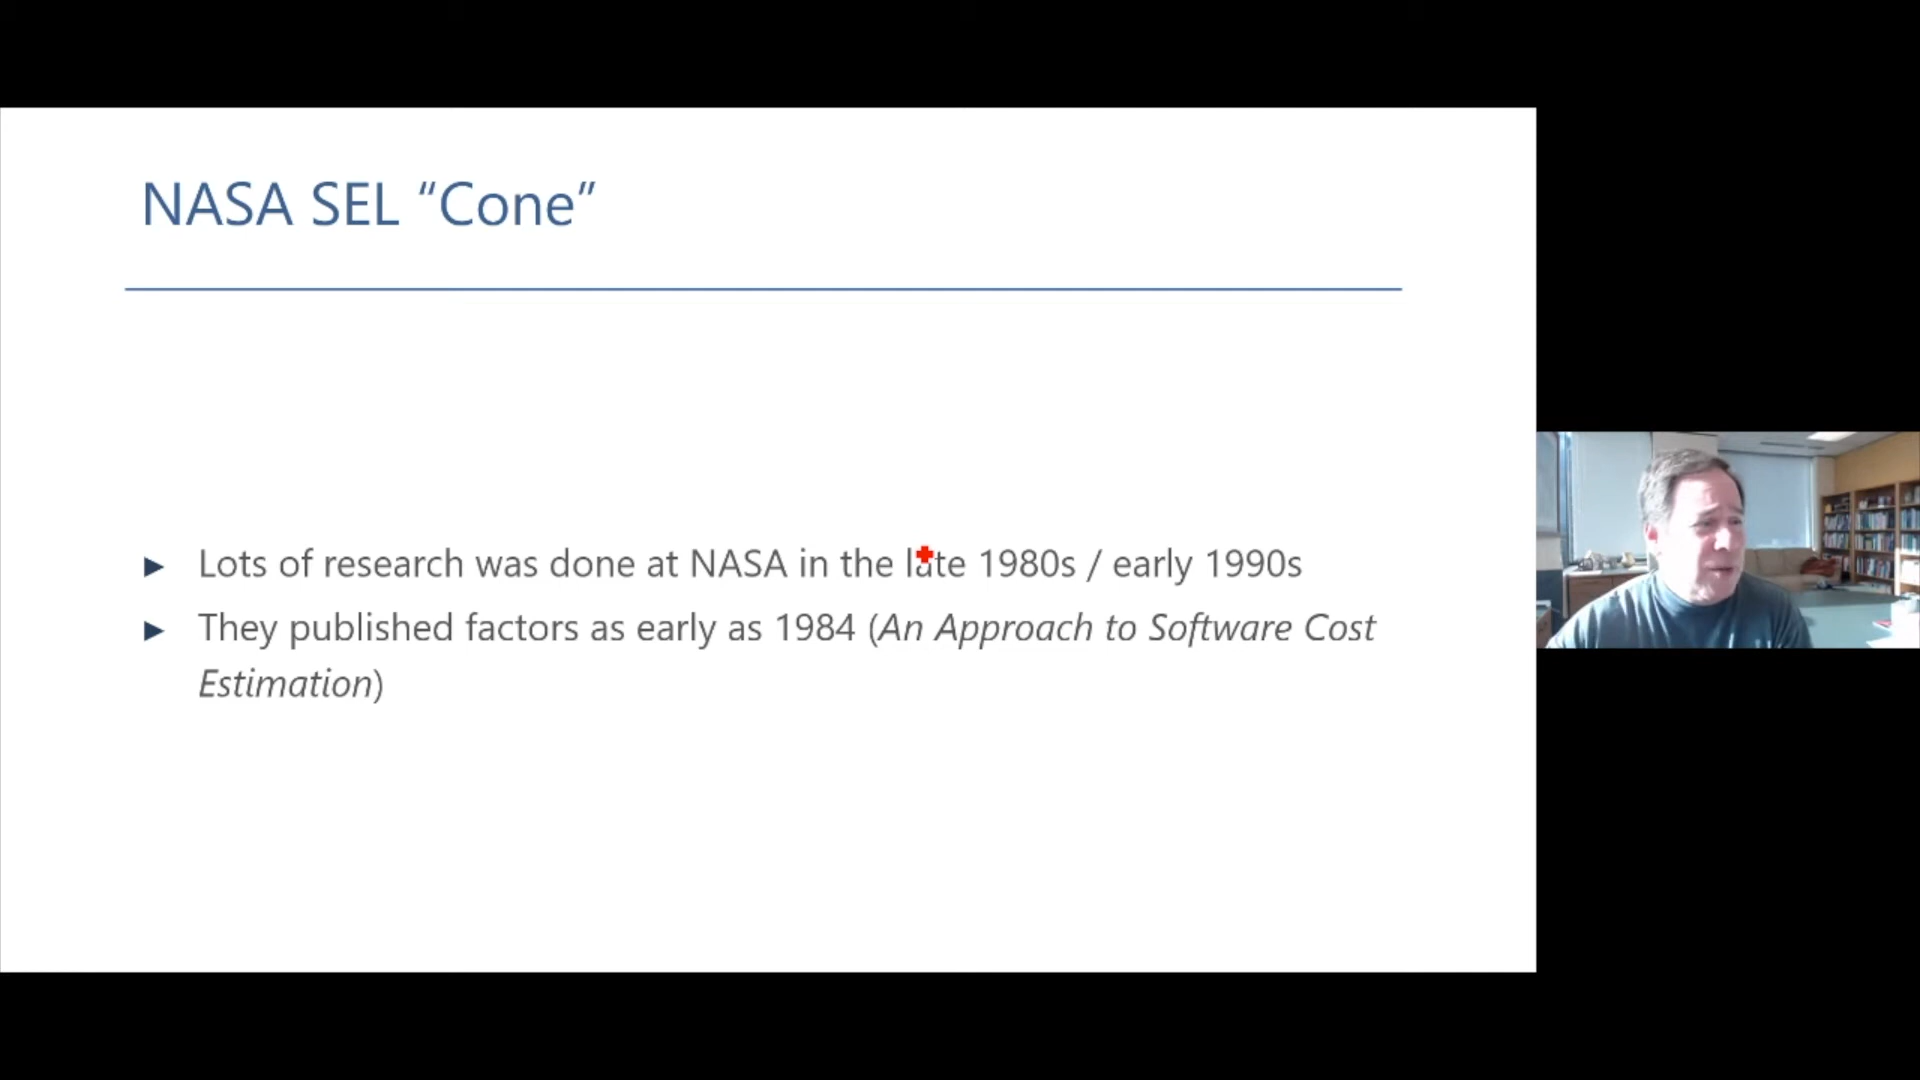 NASA SEL “Cone”
► Lots of research was done at NASA in the late 1980s / early 1990s
► They published factors as early as 1984 (An Approach to Software Cost
Estimation)